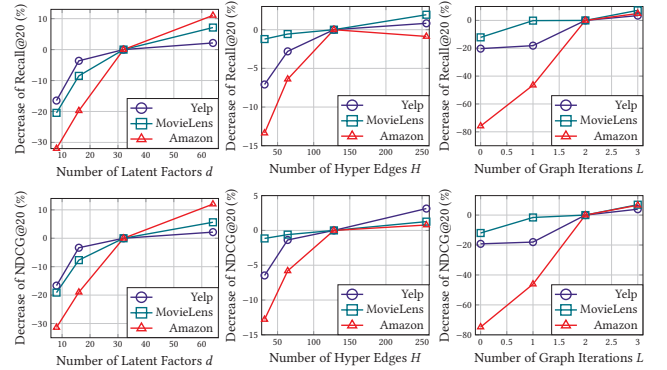 Decrease of Recall@20 (%)
10
0
−10
−20
−30
10 20 30 40 50 60
Number of Latent Factors d
Yelp
MovieLens
Amazon
Decrease of Recall@20 (%)
0
−5
−10
−15
50 100 150 200 250
Number of Hyper Edges H
Yelp
MovieLens
Amazon
Decrease of Recall@20 (%)
0
−20
−40
−60
−80
0 0.5 1 1.5 2 2.5 3
Number of Graph Iterations L
Yelp
MovieLens
Amazon
Decrease of NDCG@20 (%)
10
0
−10
−20
−30
10 20 30 40 50 60
Number of Latent Factors d
Yelp
MovieLens
Amazon
Decrease of NDCG@20 (%)
5
0
−5
−10
−15
50 100 150 200 250
Number of Hyper Edges H
Yelp
MovieLens
Amazon
Decrease of NDCG@20 (%)
0
−20
−40
−60
−80
0 0.5 1 1.5 2 2.5 3
Number of Graph Iterations L
Yelp
MovieLens
Amazon